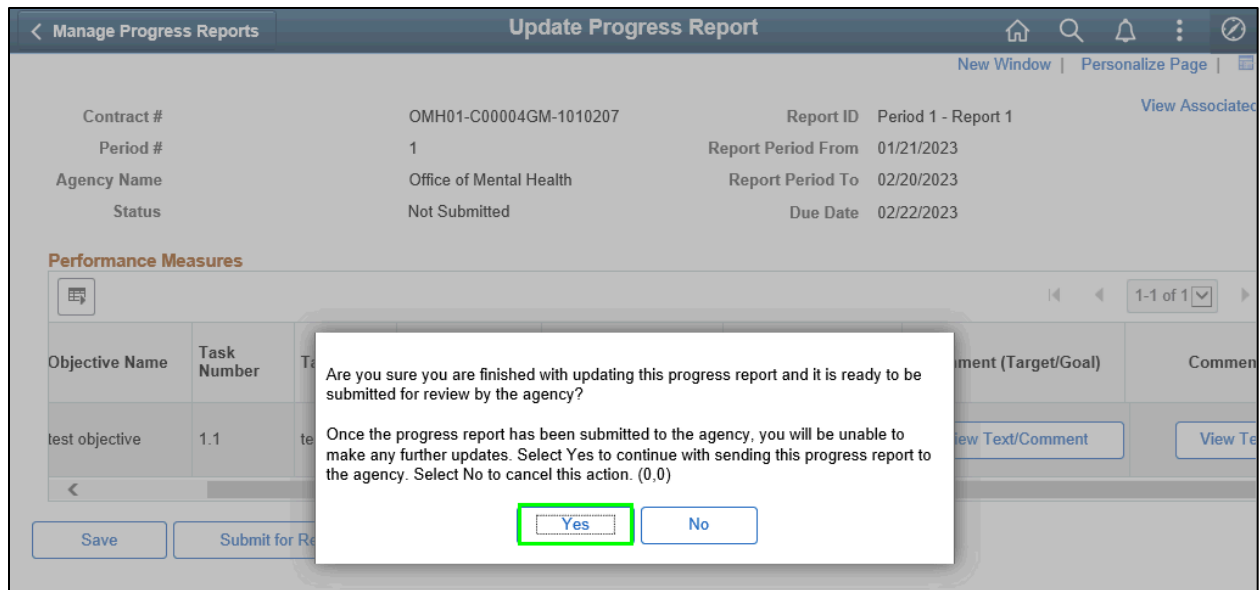 Manage Progress Reports
Update Progress Report
New Window | Personalize Page |
Contract # OMH01-C00004GM-1010207 Report ID Period 1 - Report 1 View Associated
Period # 1 Report Period From 01/21/2023
Agency Name Office of Mental Health Report Period To 02/20/2023
Status Not Submitted Due Date 02/22/2023
Performance Measures
1-1 of 1
Objective Name Task Number Ta ment (Target/Goal) Commen
test objective 1.1 te iew Text/Comment View Te
Save Submit for Re
Are you sure you are finished with updating this progress report and it is ready to be
submitted for review by the agency?
Once the progress report has been submitted to the agency, you will be unable to
make any further updates. Select Yes to continue with sending this progress report to
the agency. Select No to cancel this action. (0,0)
Yes No